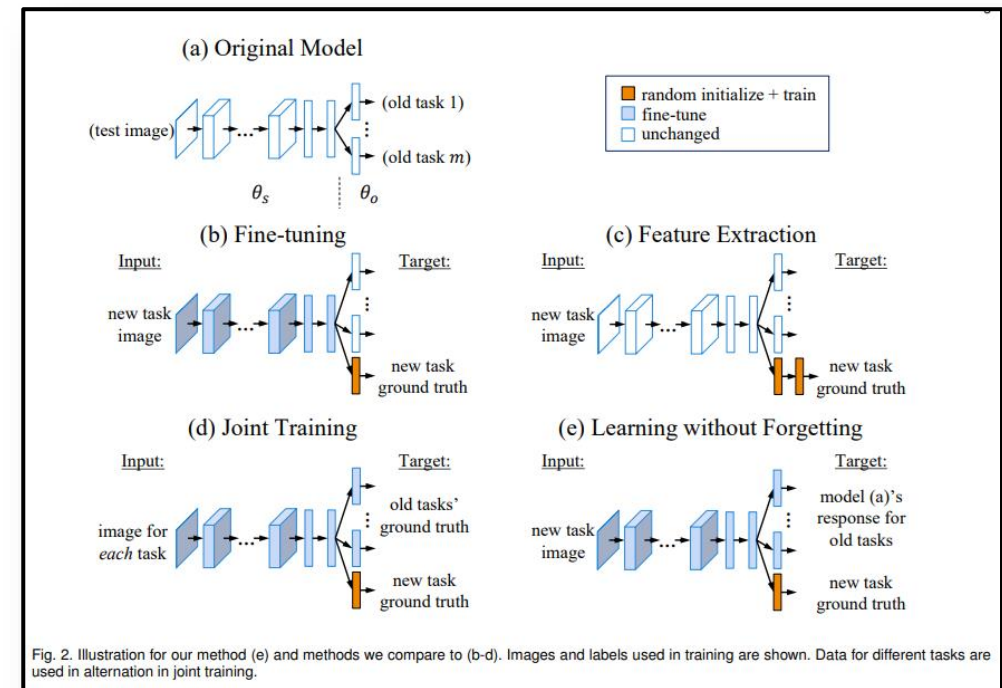 (a) Original Model
(test image)
...
(old task 1)
(old task m)
θs
θo
random initialize + train
fine-tune
unchanged
(b) Fine-tuning
Input:
Target:
new task
image
...
new task
ground truth
(c) Feature Extraction
Input:
Target:
new task
image
...
new task
ground truth
(d) Joint Training
Input:
Target:
image for
each task
...
old tasks'
ground truth
new task
ground truth
(e) Learning without Forgetting
Input:
Target:
new task
image
...
model (a)'s
response for
old tasks
new task
ground truth
Fig. 2. Illustration for our method (e) and methods we compare to (b-d). Images and labels used in training are shown. Data for different tasks are
used in alternation in joint training.